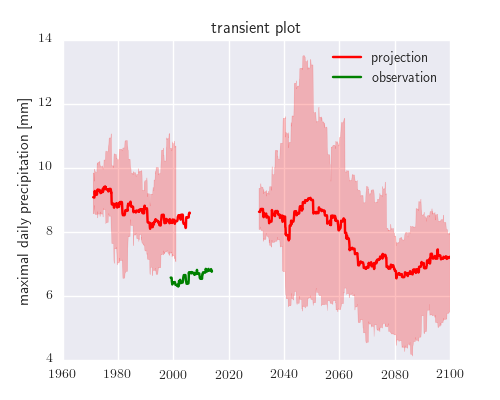 transient plot
maximal daily precipitation [mm]
14
12
10
8
6
4
projection
observation
1960 1980 2000 2020 2040 2060 2080 2100